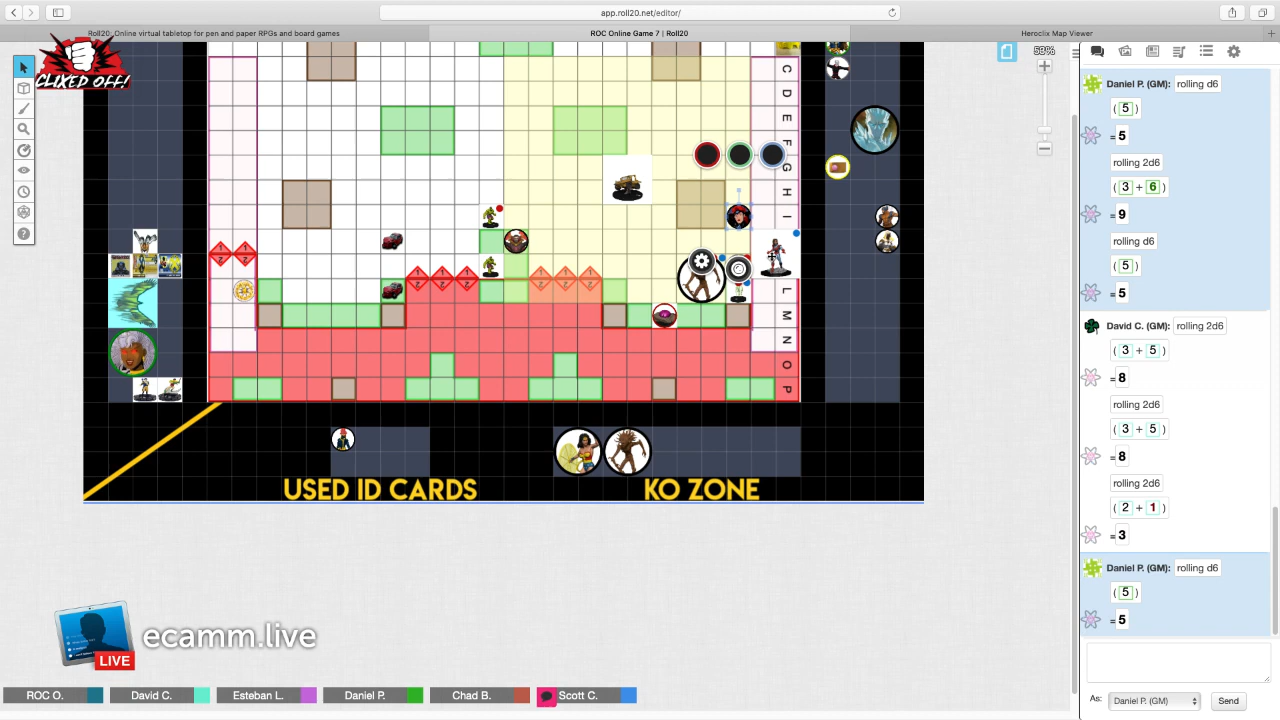 app.roll20.net/editor/
Roll20: Online virtual tabletop for pen and paper RPGs and board games
ROC Online Game 7 | Roll20
Heroclix Map Viewer
CLIXED OFF!
53%
C
D
E
F
G
H
I
L
M
N
O
P
USED ID CARDS
KO ZONE
ecamm.live
LIVE
ROC O.
David C.
Esteban L.
Daniel P.
Chad B.
Scott C.
Daniel P. (GM): rolling d6
(5)
=5
rolling 2d6
(3+6)
=9
rolling d6
(5)
=5
David C. (GM): rolling 2d6
(3+5)
=8
rolling 2d6
(3+5)
=8
rolling 2d6
(2+1)
=3
Daniel P. (GM): rolling d6
(5)
=5
As: Daniel P. (GM) Send